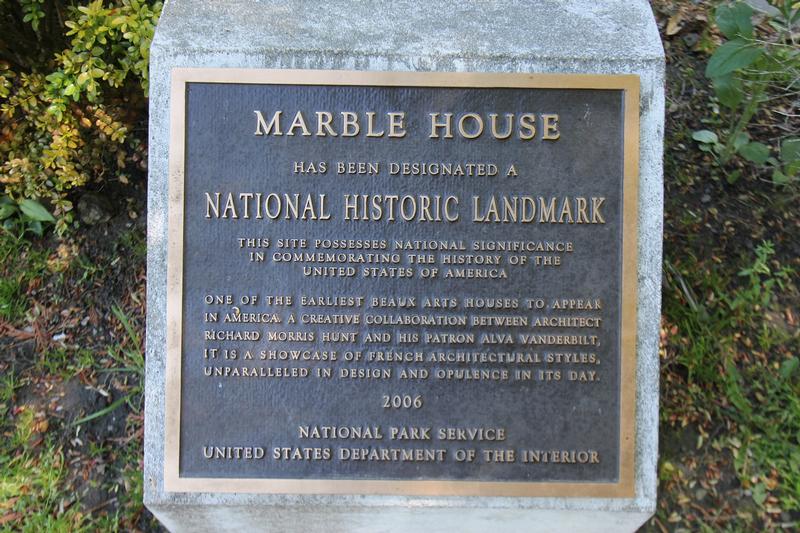 MARBLE HOUSE
HAS BEEN DESIGNATED A
NATIONAL HISTORIC LANDMARK
THIS SITE POSSESSES NATIONAL SIGNIFICANCE
IN COMMEMORATING THE HISTORY OF THE
UNITED STATES OF AMERICA
ONE OF THE EARLIEST BEAUX ARTS HOUSES TO APPEAR
IN AMERICA. A CREATIVE COLLABORATION BETWEEN ARCHITECT
RICHARD MORRIS HUNT AND HIS PATRON ALVA VANDERBILT,
IT IS A SHOWCASE OF FRENCH ARCHITECTURAL STYLES,
UNPARALLELED IN DESIGN AND OPULENCE IN ITS DAY.
2006
NATIONAL PARK SERVICE
UNITED STATES DEPARTMENT OF THE INTERIOR